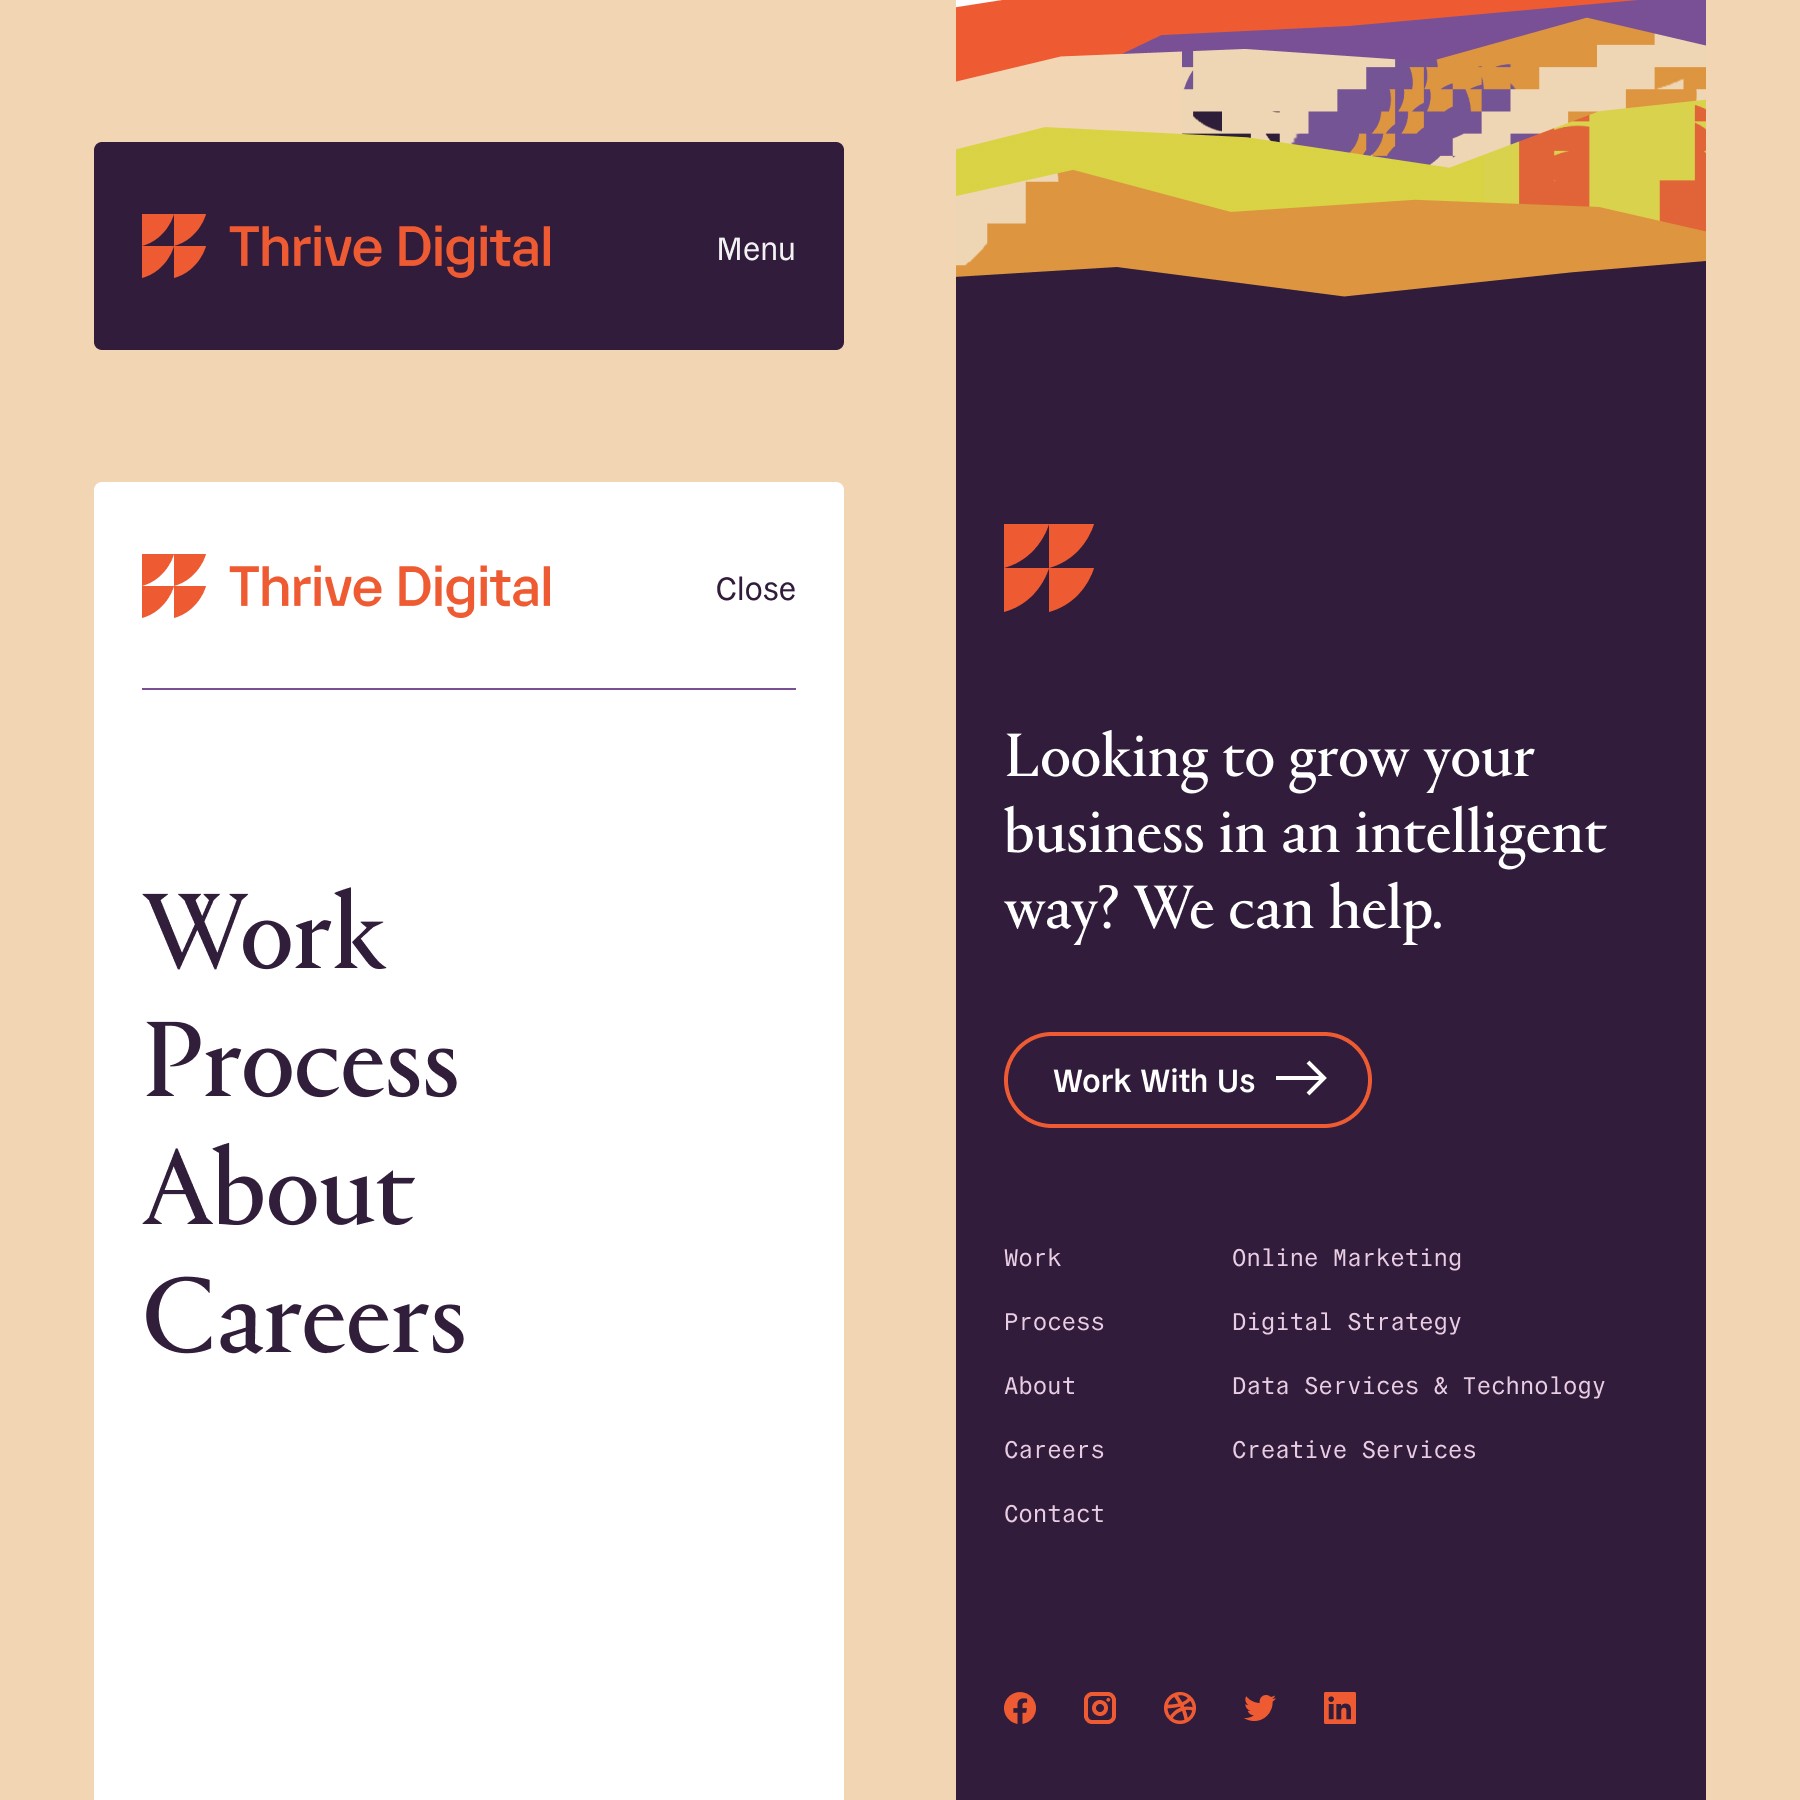 Thrive Digital
Menu
Thrive Digital
Close
Work
Process
About
Careers
Looking to grow your
business in an intelligent
way? We can help.
Work With Us
Work
Process
About
Careers
Contact
Online Marketing
Digital Strategy
Data Services & Technology
Creative Services